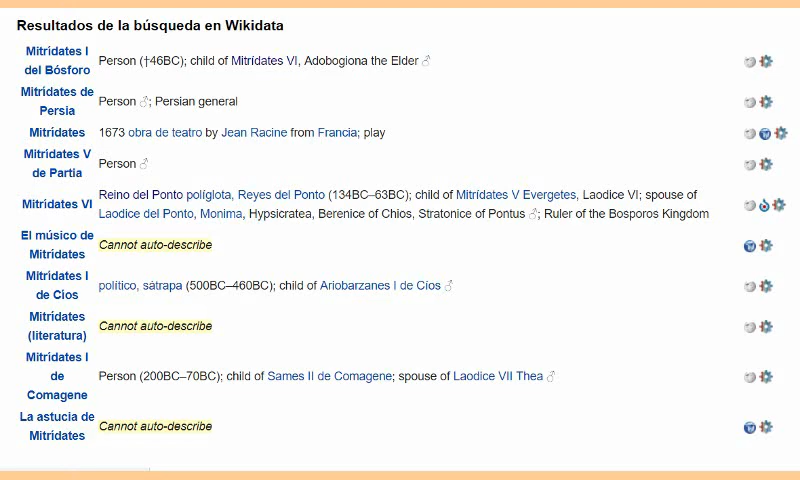 Resultados de la búsqueda en Wikidata
Mitrídates I
del Bósforo
Person (†46BC); child of Mitrídates VI, Adobogiona the Elder ♂
Mitrídates de
Persia
Person ♂; Persian general
Mitrídates
1673 obra de teatro by Jean Racine from Francia; play
Mitrídates V
de Partia
Person ♂
Mitrídates VI
Reino del Ponto políglota, Reyes del Ponto (134BC–63BC); child of Mitrídates V Evergetes, Laodice VI; spouse of
Laodice del Ponto, Monima, Hypsicratea, Berenice of Chios, Stratonice of Pontus ♂; Ruler of the Bosporos Kingdom
El músico de
Mitrídates
Cannot auto-describe
Mitrídates I
de Cíos
político, sátrapa (500BC–460BC); child of Ariobarzanes I de Cíos ♂
Mitrídates
(literatura)
Cannot auto-describe
Mitrídates I
de
Comagene
Person (200BC–70BC); child of Sames II de Comagene; spouse of Laodice VII Thea ♂
La astucia de
Mitrídates
Cannot auto-describe